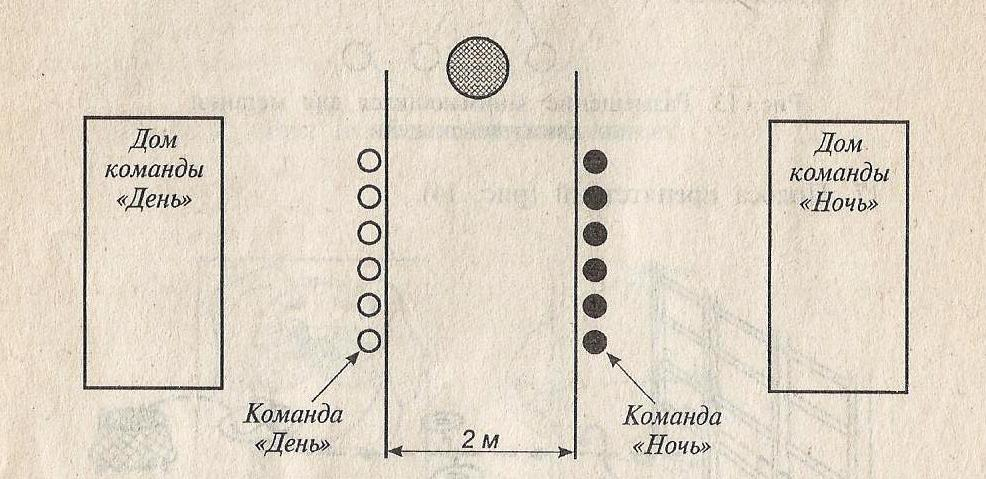 Дом
команды
«День»
Дом
команды
«Ночь»
Команда
«День»
2 м
Команда
«Ночь»